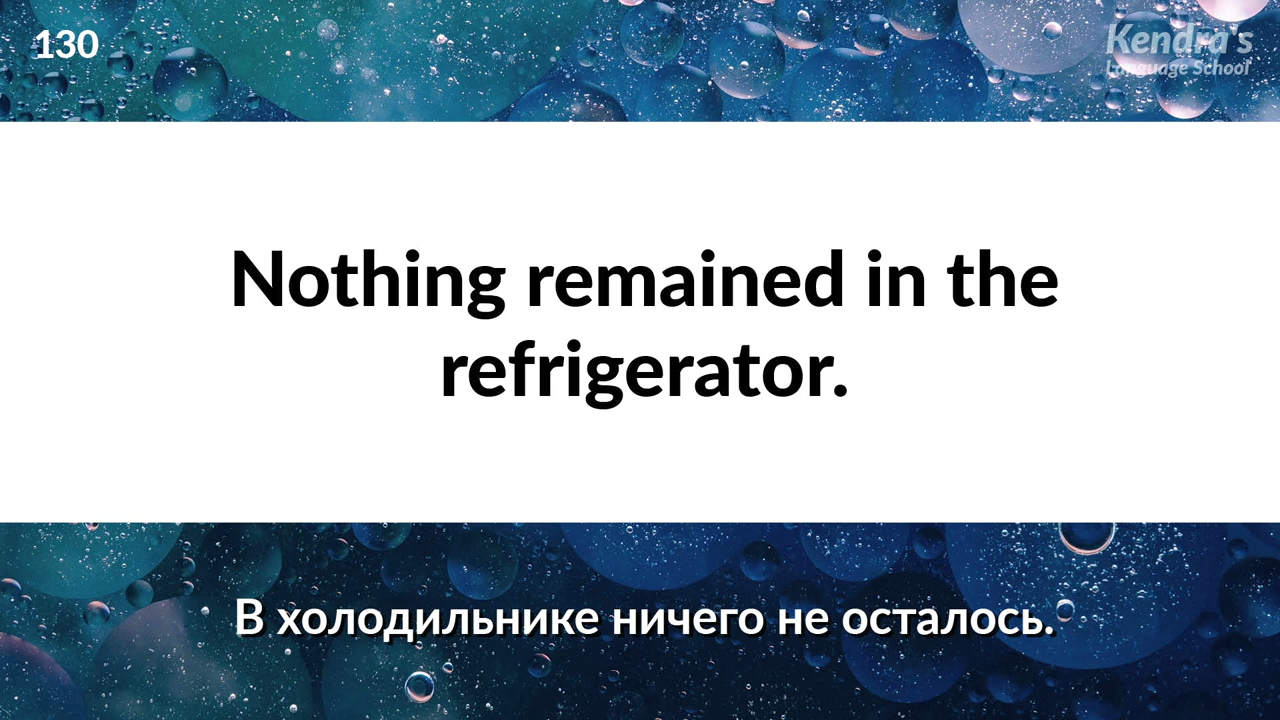 130
Kendra's
Language School
Nothing remained in the
refrigerator.
В холодильнике ничего не осталось.